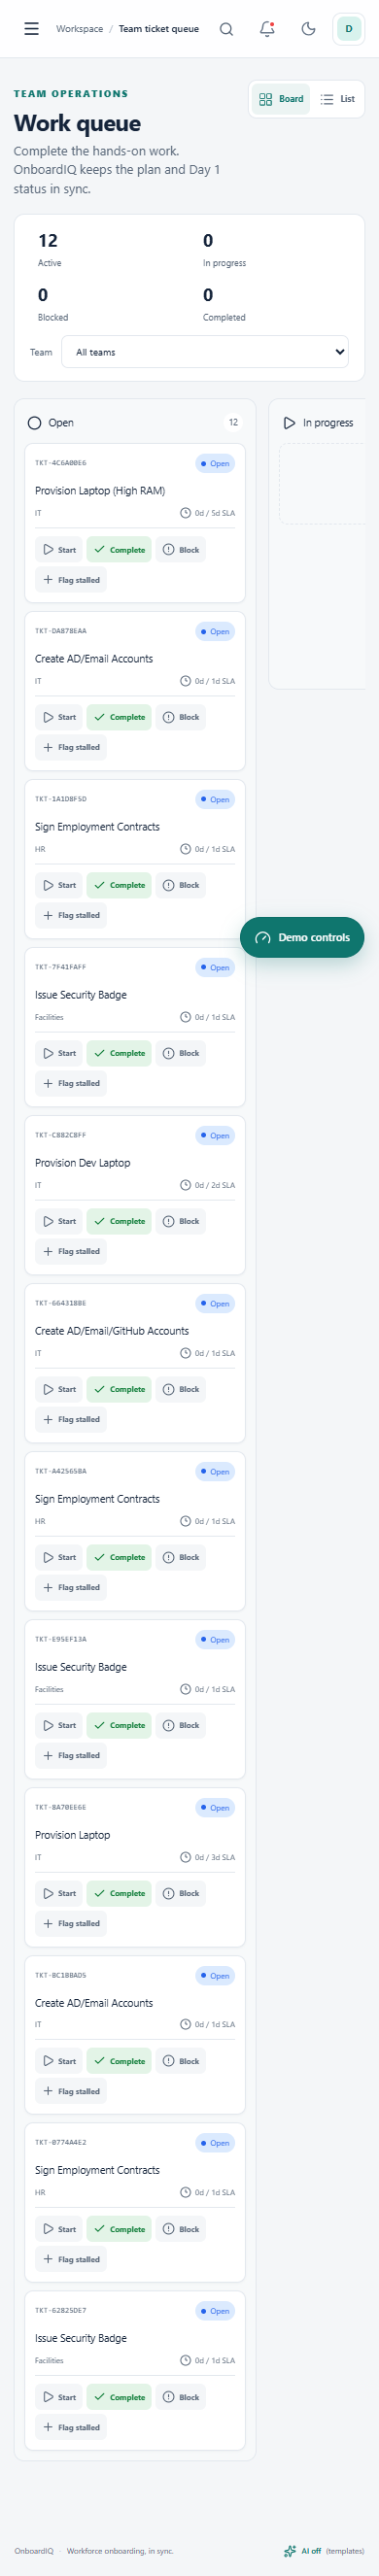 Workspace / Team ticket queue
D
TEAM OPERATIONS
Board
List
Work queue
Complete the hands-on work.
OnboardIQ keeps the plan and Day 1
status in sync.
12
0
Active
In progress
0
0
Blocked
Completed
Team
All teams
Open
12
In progress
TKT-4C6A00E6
Open
Provision Laptop (High RAM)
IT
0d / 5d SLA
Start
Complete
Block
Flag stalled
TKT-DA878EAA
Open
Create AD/Email Accounts
IT
0d / 1d SLA
Start
Complete
Block
Flag stalled
TKT-1A1D8F5D
Open
Sign Employment Contracts
HR
0d / 1d SLA
Start
Complete
Block
Flag stalled
Demo controls
TKT-7F41FAFF
Open
Issue Security Badge
Facilities
0d / 1d SLA
Start
Complete
Block
Flag stalled
TKT-C882C8FF
Open
Provision Dev Laptop
IT
0d / 2d SLA
Start
Complete
Block
Flag stalled
Open
Create AD/Email/GitHub Accounts
IT
0d / 1d SLA
Start
Complete
Block
Flag stalled
Open
Sign Employment Contracts
HR
0d / 1d SLA
Start
Complete
Block
Flag stalled
TKT-E95EF13A
Open
Issue Security Badge
Facilities
0d / 1d SLA
Start
Complete
Block
Flag stalled
TKT-8A70EE6E
Open
Provision Laptop
IT
0d / 3d SLA
Start
Complete
Block
Flag stalled
TKT-BC1BBAD5
Open
Create AD/Email Accounts
IT
0d / 1d SLA
Start
Complete
Block
Flag stalled
TKT-0774A4E2
Open
Sign Employment Contracts
HR
0d / 1d SLA
Start
Complete
Block
Flag stalled
TKT-62825DE7
Open
Issue Security Badge
Facilities
0d / 1d SLA
Start
Complete
Block
Flag stalled
OnboardIQ · Workforce onboarding, in sync.
AI off (templates)